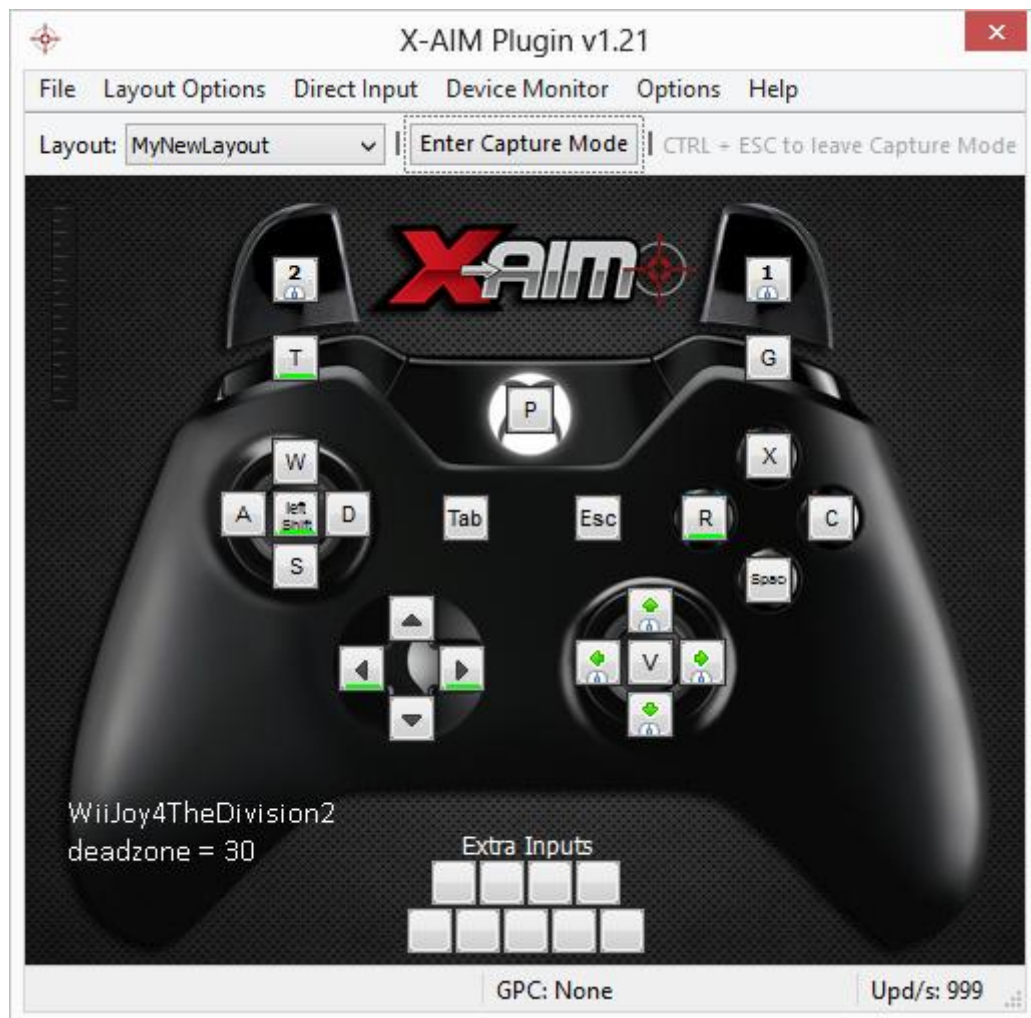 X-AIM Plugin v1.21
File Layout Options Direct Input Device Monitor Options Help
Layout: MyNewLayout Enter Capture Mode CTRL + ESC to leave Capture Mode
X-AIM
2 1
T G
P
W X
A left Shift D Tab Esc R C
S Spac
V
WiiJoy4TheDivision2
deadzone = 30
Extra Inputs
GPC: None Upd/s: 999